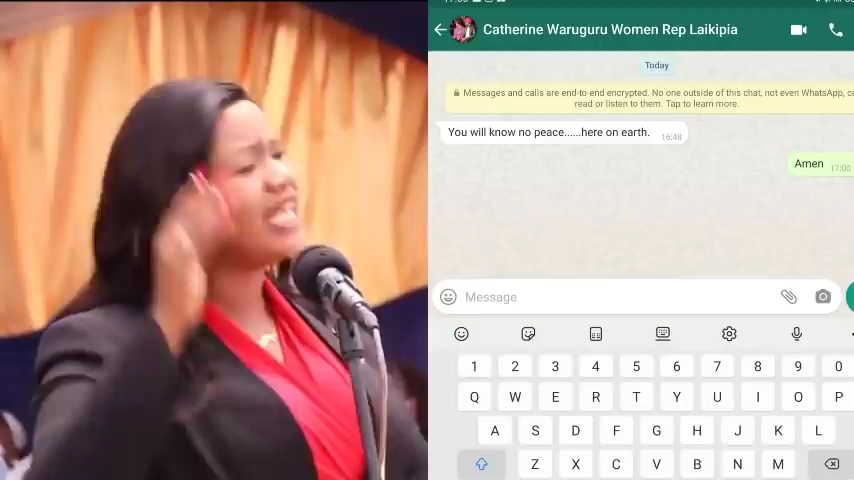 Catherine Waruguru Women Rep Laikipia
Today
Messages and calls are end-to-end encrypted. No one outside of this chat, not even WhatsApp, ca
read or listen to them. Tap to learn more.
You will know no peace......here on earth.
16:48
Amen
17:00
Message
1 2 3 4 5 6 7 8 9 0
Q W E R T Y U I O P
A S D F G H J K L
Z X C V B N M